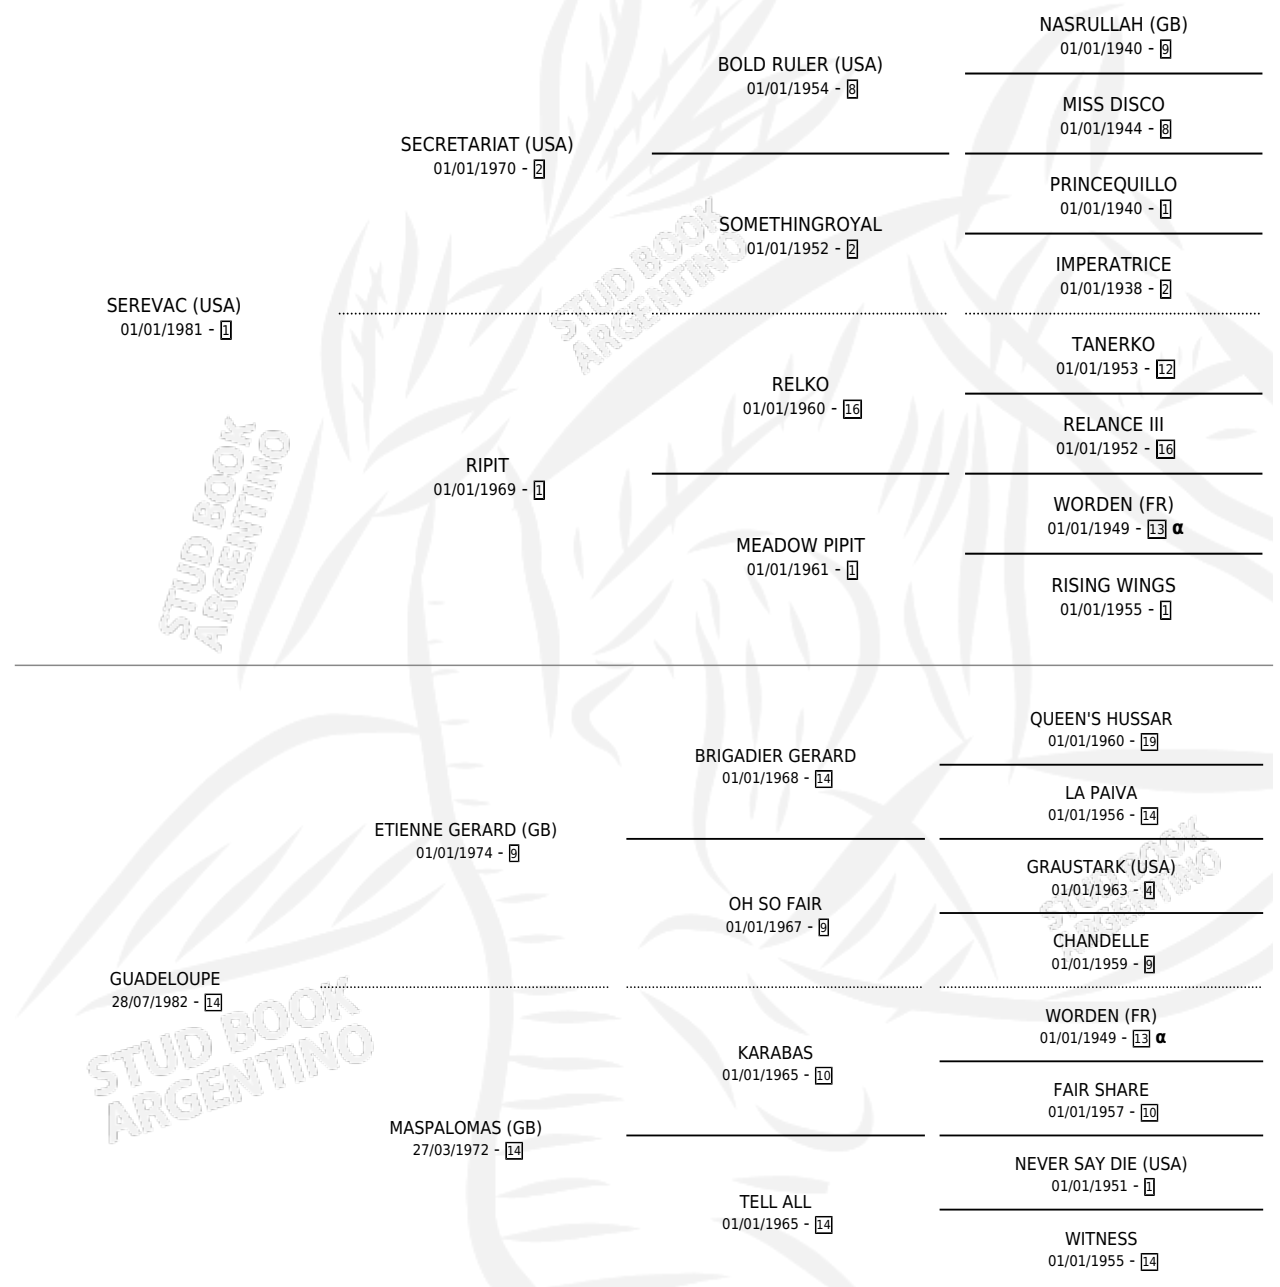 NASRULLAH (GB)
01/01/1940 - 9
BOLD RULER (USA)
01/01/1954 - 8
MISS DISCO
01/01/1944 - 8
SECRETARIAT (USA)
01/01/1970 - 2
PRINCEQUILLO
01/01/1940 - 1
SOMETHINGROYAL
01/01/1952 - 2
IMPERATRICE
01/01/1938 - 2
SEREVAC (USA)
01/01/1981 - 1
TANERKO
01/01/1953 - 12
RELKO
01/01/1960 - 16
RELANCE III
01/01/1952 - 16
RIPIT
01/01/1969 - 1
WORDEN (FR)
01/01/1949 - 13 α
MEADOW PIPIT
01/01/1961 - 1
RISING WINGS
01/01/1955 - 1
QUEEN'S HUSSAR
01/01/1960 - 19
BRIGADIER GERARD
01/01/1968 - 14
LA PAIVA
01/01/1956 - 14
ETIENNE GERARD (GB)
01/01/1974 - 9
GRAUSTARK (USA)
01/01/1963 - 4
OH SO FAIR
01/01/1967 - 9
CHANDELLE
01/01/1959 - 9
GUADELOUPE
28/07/1982 - 14
WORDEN (FR)
01/01/1949 - 13 α
KARABAS
01/01/1965 - 10
FAIR SHARE
01/01/1957 - 10
MASPALOMAS (GB)
27/03/1972 - 14
NEVER SAY DIE (USA)
01/01/1951 - 1
TELL ALL
01/01/1965 - 14
WITNESS
01/01/1955 - 14
STUD BOOK
ARGENTINO
STUD BOOK
ARGENTINO
STUD BOOK
ARGENTINO
STUD BOOK
ARGENTINO